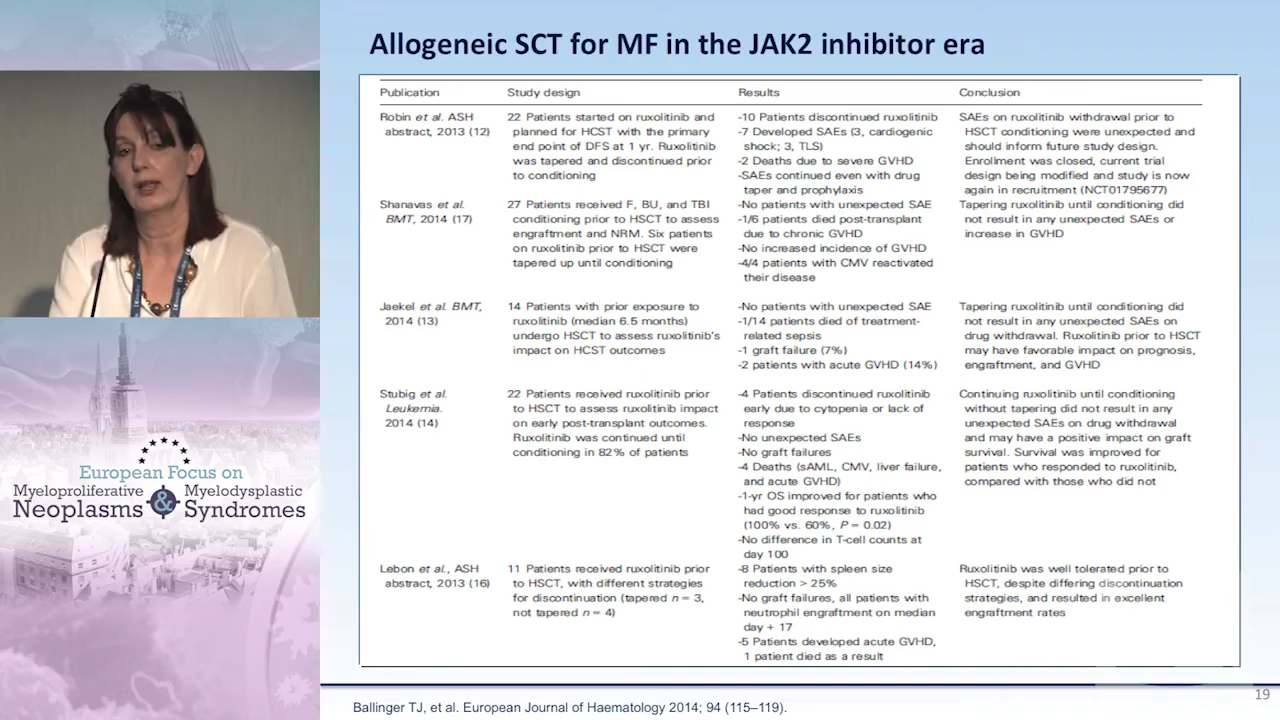 Allogeneic SCT for MF in the JAK2 inhibitor era
Publication Study design Results Conclusion
Robin et al. ASH
abstract, 2013 (12)
22 Patients started on ruxolitinib and
planned for HCST with the primary
end point of DFS at 1 yr. Ruxolitinib
was tapered and discontinued prior
to conditioning
-10 Patients discontinued ruxolitinib
-7 Developed SAEs (3, cardiogenic
shock; 3, TLS)
-2 Deaths due to severe GVHD
-SAEs continued even with drug
taper and prophylaxis
SAEs on ruxolitinib withdrawal prior to
HSCT conditioning were unexpected and
should inform future study design.
Enrollment was closed, current trial
design being modified and study is now
again in recruitment (NCT01795677)
Shanavas et al.
BMT, 2014 (17)
27 Patients received F, BU, and TBI
conditioning prior to HSCT to assess
engraftment and NRM. Six patients
on ruxolitinib prior to HSCT were
tapered up until conditioning
-No patients with unexpected SAE
-1/6 patients died post-transplant
due to chronic GVHD
-No increased incidence of GVHD
-4/4 patients with CMV reactivated
their disease
Tapering ruxolitinib until conditioning did
not result in any unexpected SAEs or
increase in GVHD
Jaekel et al. BMT,
2014 (13)
14 Patients with prior exposure to
ruxolitinib (median 6.5 months)
undergo HSCT to assess ruxolitinib's
impact on HCST outcomes
-No patients with unexpected SAE
-1/14 patients died of treatment-
related sepsis
-1 graft failure (7%)
-2 patients with acute GVHD (14%)
Tapering ruxolitinib until conditioning did
not result in any unexpected SAEs on
drug withdrawal. Ruxolitinib prior to HSCT
may have favorable impact on prognosis,
engraftment, and GVHD
Stubig et al.
Leukemia.
2014 (14)
22 Patients received ruxolitinib prior
to HSCT to assess ruxolitinib impact
on early post-transplant outcomes.
Ruxolitinib was continued until
conditioning in 82% of patients
-4 Patients discontinued ruxolitinib
early due to cytopenia or lack of
response
-No unexpected SAEs
-No graft failures
-4 Deaths (sAML, CMV, liver failure,
and acute GVHD)
-1-yr OS improved for patients who
had good response to ruxolitinib
(100% vs. 60%, P = 0.02)
-No difference in T-cell counts at
day 100
Continuing ruxolitinib until conditioning
without tapering did not result in any
unexpected SAEs on drug withdrawal
and may have a positive impact on graft
survival. Survival was improved for
patients who responded to ruxolitinib,
compared with those who did not
Lebon et al., ASH
abstract, 2013 (16)
11 Patients received ruxolitinib prior
to HSCT, with different strategies
for discontinuation (tapered n = 3,
not tapered n = 4)
-8 Patients with spleen size
reduction > 25%
-No graft failures, all patients with
neutrophil engraftment on median
day + 17
-5 Patients developed acute GVHD,
1 patient died as a result
Ruxolitinib was well tolerated prior to
HSCT, despite differing discontinuation
strategies, and resulted in excellent
engraftment rates
European Focus on
Myeloproliferative & Myelodysplastic
Neoplasms Syndromes
Ballinger TJ, et al. European Journal of Haematology 2014; 94 (115–119).
19